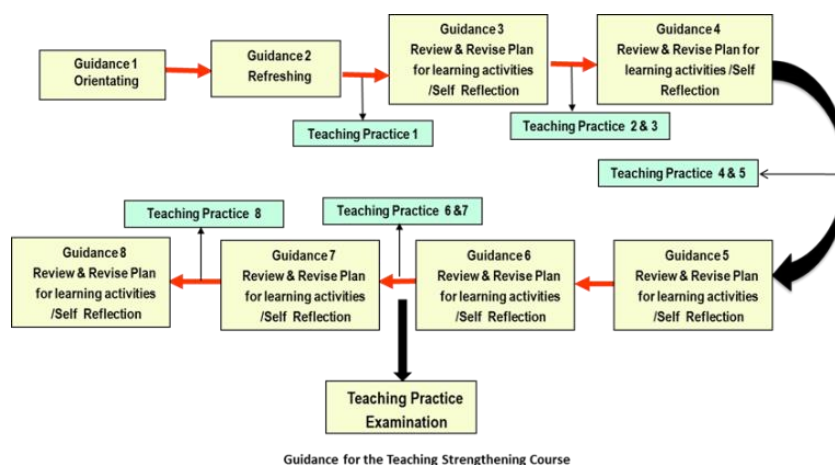 Guidance 1
Orientating
Guidance 2
Refreshing
Guidance 3
Review & Revise Plan
for learning activities
/Self Reflection
Guidance 4
Review & Revise Plan for
learning activities /Self
Reflection
Teaching Practice 1
Teaching Practice 2 & 3
Teaching Practice 4 & 5
Teaching Practice 8
Teaching Practice 6 &7
Guidance 8
Review & Revise Plan
for learning activities
/Self Reflection
Guidance 7
Review & Revise Plan
for learning activities
/Self Reflection
Guidance 6
Review & Revise Plan
for learning activities
/Self Reflection
Guidance 5
Review & Revise Plan
for learning activities
/Self Reflection
Teaching Practice
Examination
Guidance for the Teaching Strengthening Course